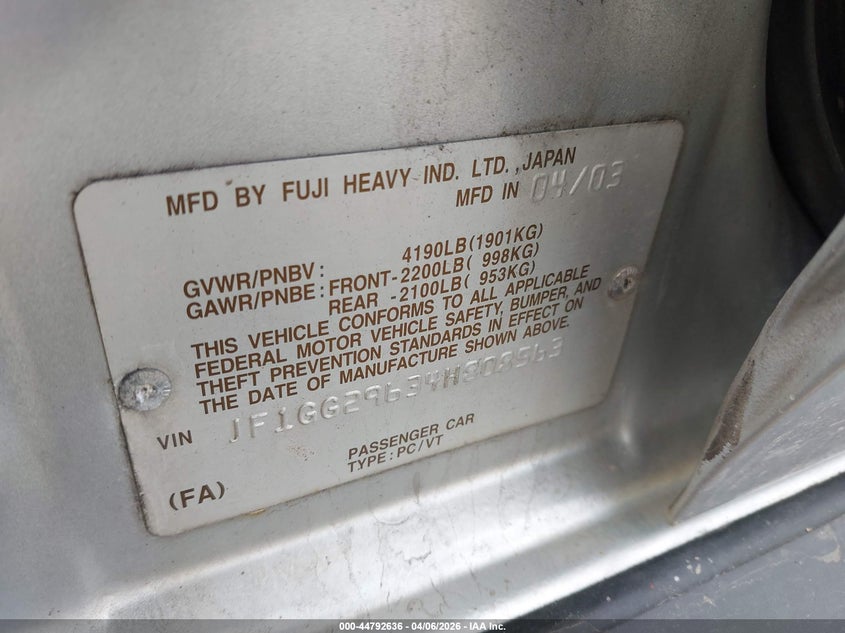 MFD BY FUJI HEAVY IND. LTD., JAPAN
MFD IN 04/03
GVWR/PNBV: 4190LB(1901KG)
GAWR/PNBE: FRONT-2200LB( 998KG)
REAR -2100LB( 953KG)
THIS VEHICLE CONFORMS TO ALL APPLICABLE
FEDERAL MOTOR VEHICLE SAFETY, BUMPER, AND
THEFT PREVENTION STANDARDS IN EFFECT ON
THE DATE OF MANUFACTURE SHOWN ABOVE.
VIN JF1GG29634H808563
PASSENGER CAR
TYPE:PC/VT
(FA)
000-44792636 - 04/06/2026 - IAA Inc.